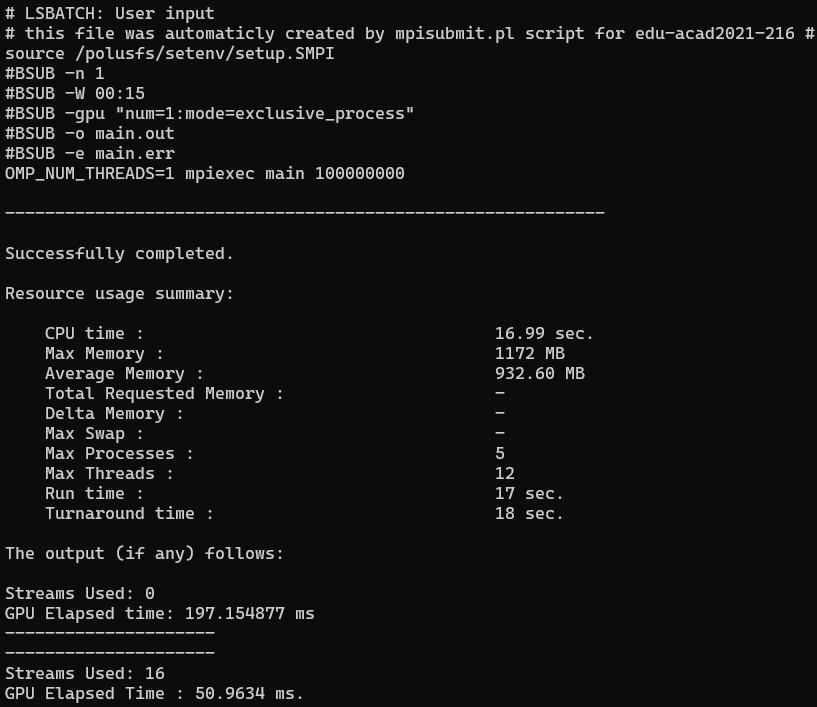 # LSBATCH: User input
# this file was automaticly created by mpisubmit.pl script for edu-acad2021-216 #
source /polusfs/setenv/setup.SMPI
#BSUB -n 1
#BSUB -W 00:15
#BSUB -gpu "num=1:mode=exclusive_process"
#BSUB -o main.out
#BSUB -e main.err
OMP_NUM_THREADS=1 mpiexec main 100000000
------------------------------------------------------------
Successfully completed.
Resource usage summary:
CPU time : 16.99 sec.
Max Memory : 1172 MB
Average Memory : 932.60 MB
Total Requested Memory : -
Delta Memory : -
Max Swap : -
Max Processes : 5
Max Threads : 12
Run time : 17 sec.
Turnaround time : 18 sec.
The output (if any) follows:
Streams Used: 0
GPU Elapsed time: 197.154877 ms
---------------------
---------------------
Streams Used: 16
GPU Elapsed Time : 50.9634 ms.